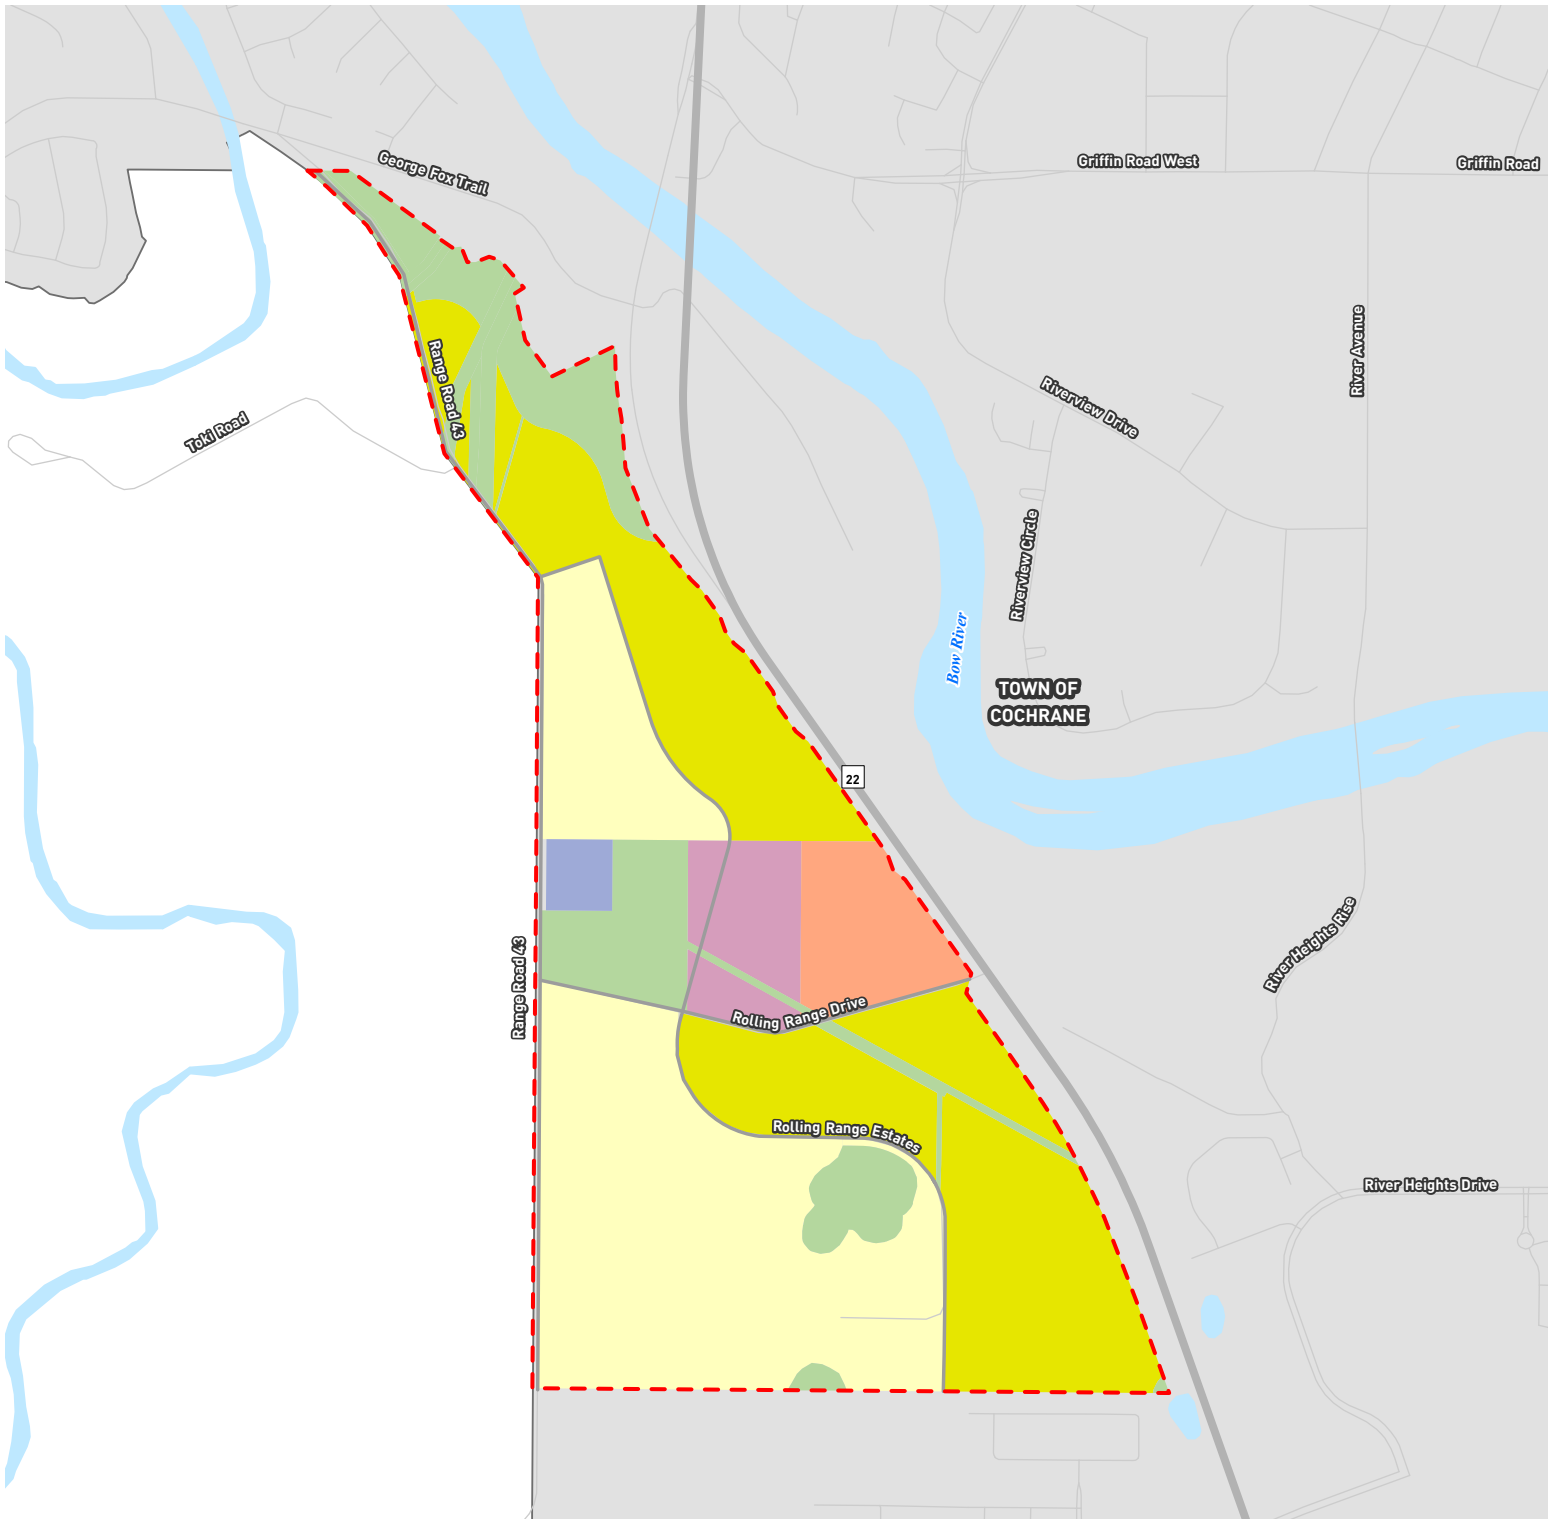 George Fox Trail
Griffin Road West
Griffin Road
River Avenue
Range Road 43
Riverview Drive
Toki Road
Riverview Circle
Bow River
TOWN OF
COCHRANE
22
Range Road 43
River Heights Rise
Rolling Range Drive
Rolling Range Estates
River Heights Drive